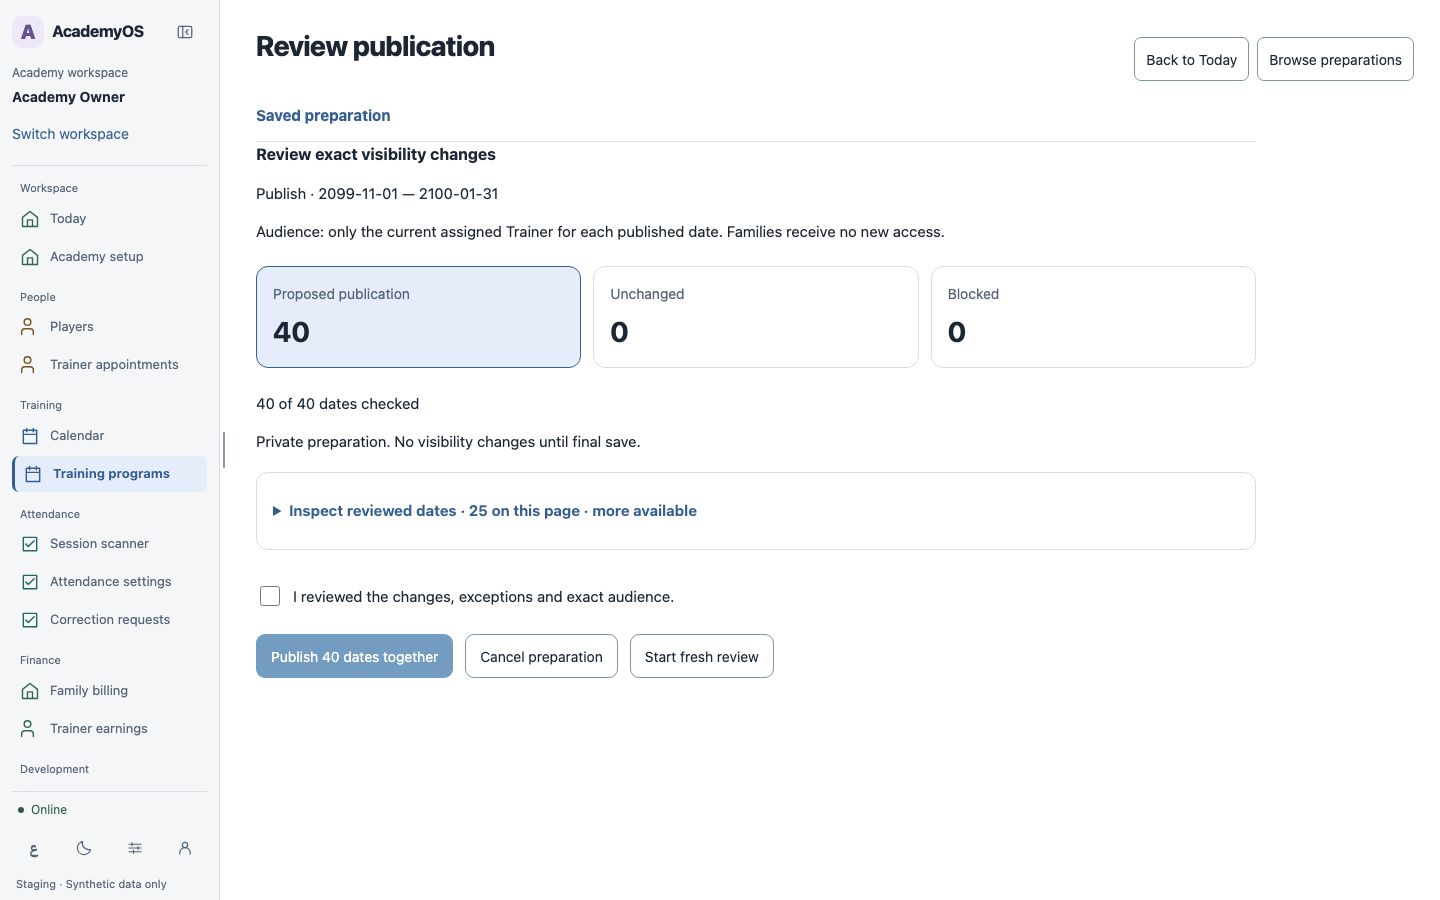 A AcademyOS
Academy workspace
Academy Owner
Switch workspace
Workspace
Today
Academy setup
People
Players
Trainer appointments
Training
Calendar
Training programs
Attendance
Session scanner
Attendance settings
Correction requests
Finance
Family billing
Trainer earnings
Development
Online
ع
Staging · Synthetic data only
Review publication
Back to Today
Browse preparations
Saved preparation
Review exact visibility changes
Publish · 2099-11-01 — 2100-01-31
Audience: only the current assigned Trainer for each published date. Families receive no new access.
Proposed publication
40
Unchanged
0
Blocked
0
40 of 40 dates checked
Private preparation. No visibility changes until final save.
Inspect reviewed dates · 25 on this page · more available
I reviewed the changes, exceptions and exact audience.
Publish 40 dates together
Cancel preparation
Start fresh review